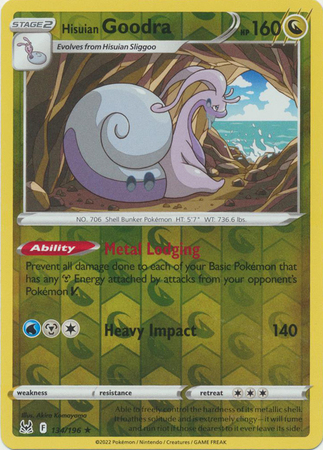 STAGE 2 Hisuian Goodra HP 160
Evolves from Hisuian Sliggoo
NO. 706 Shell Bunker Pokémon HT: 5'7" WT: 736.6 lbs.
Ability Metal Lodging
Prevent all damage done to each of your Basic Pokémon that
has any Energy attached by attacks from your opponent's
Pokémon V.
Heavy Impact 140
weakness resistance retreat
Able to freely control the hardness of its metallic shell.
It loathes solitude and is extremely clingy—it will
fume and run riot if those dearest to it ever leave its side.
Illus. Akira Komayama
F 134/196 ★
©2022 Pokémon / Nintendo / Creatures / GAME FREAK